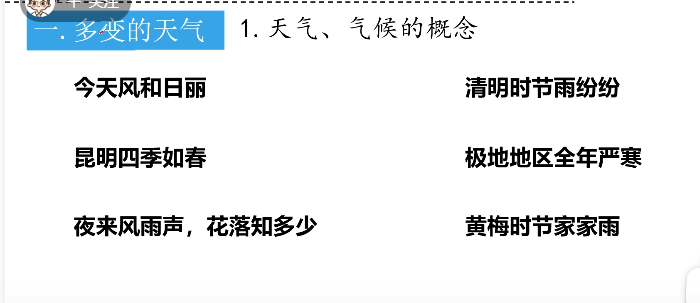 一.多变的天气 1.天气、气候的概念
今天风和日丽 清明时节雨纷纷
昆明四季如春 极地地区全年严寒
夜来风雨声，花落知多少 黄梅时节家家雨